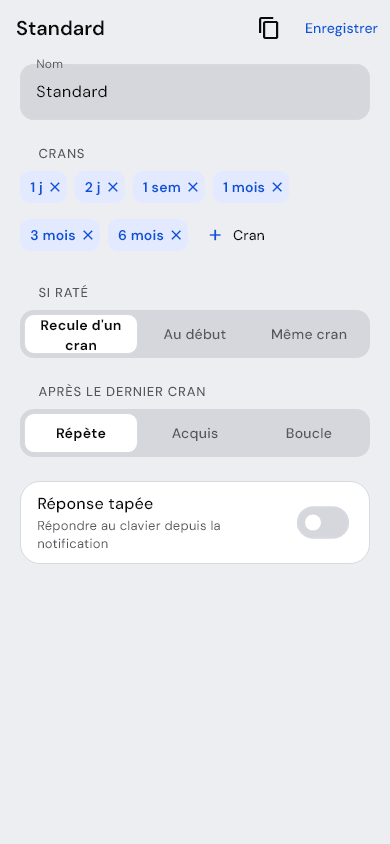 Standard
Enregistrer
Nom
Standard
CRANS
1 j
2 j
1 sem
1 mois
3 mois
6 mois
Cran
SI RATÉ
Recule d'un
cran
Au début
Même cran
APRÈS LE DERNIER CRAN
Répète
Acquis
Boucle
Réponse tapée
Répondre au clavier depuis la
notification